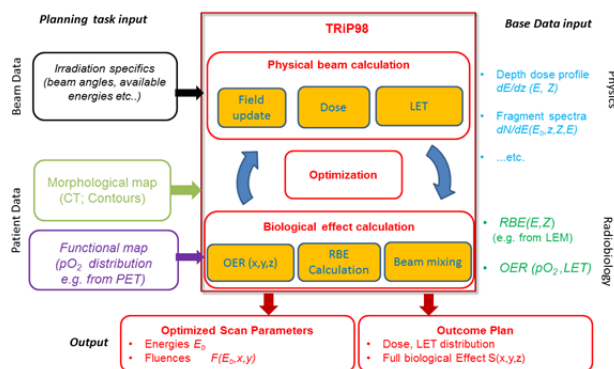 Planning task input
TRiP98
Base Data input
Beam Data
Irradiation specifics
(beam angles, available
energies etc..)
Physical beam calculation
Field
update
Dose
LET
• Depth dose profile
dE/dz (E, Z)
• Fragment spectra
dN/dE(E₀,z,Z,E)
• ...etc.
Physics
Optimization
Patient Data
Morphological map
(CT; Contours)
Functional map
(pO₂ distribution
e.g. from PET)
Biological effect calculation
OER (x,y,z)
RBE
Calculation
Beam mixing
• RBE(E,Z)
(e.g. from LEM)
• OER (pO₂,LET)
Radiobiology
Output
Optimized Scan Parameters
• Energies E₀
• Fluences F(E₀,x,y)
Outcome Plan
• Dose, LET distribution
• Full biological Effect S(x,y,z)